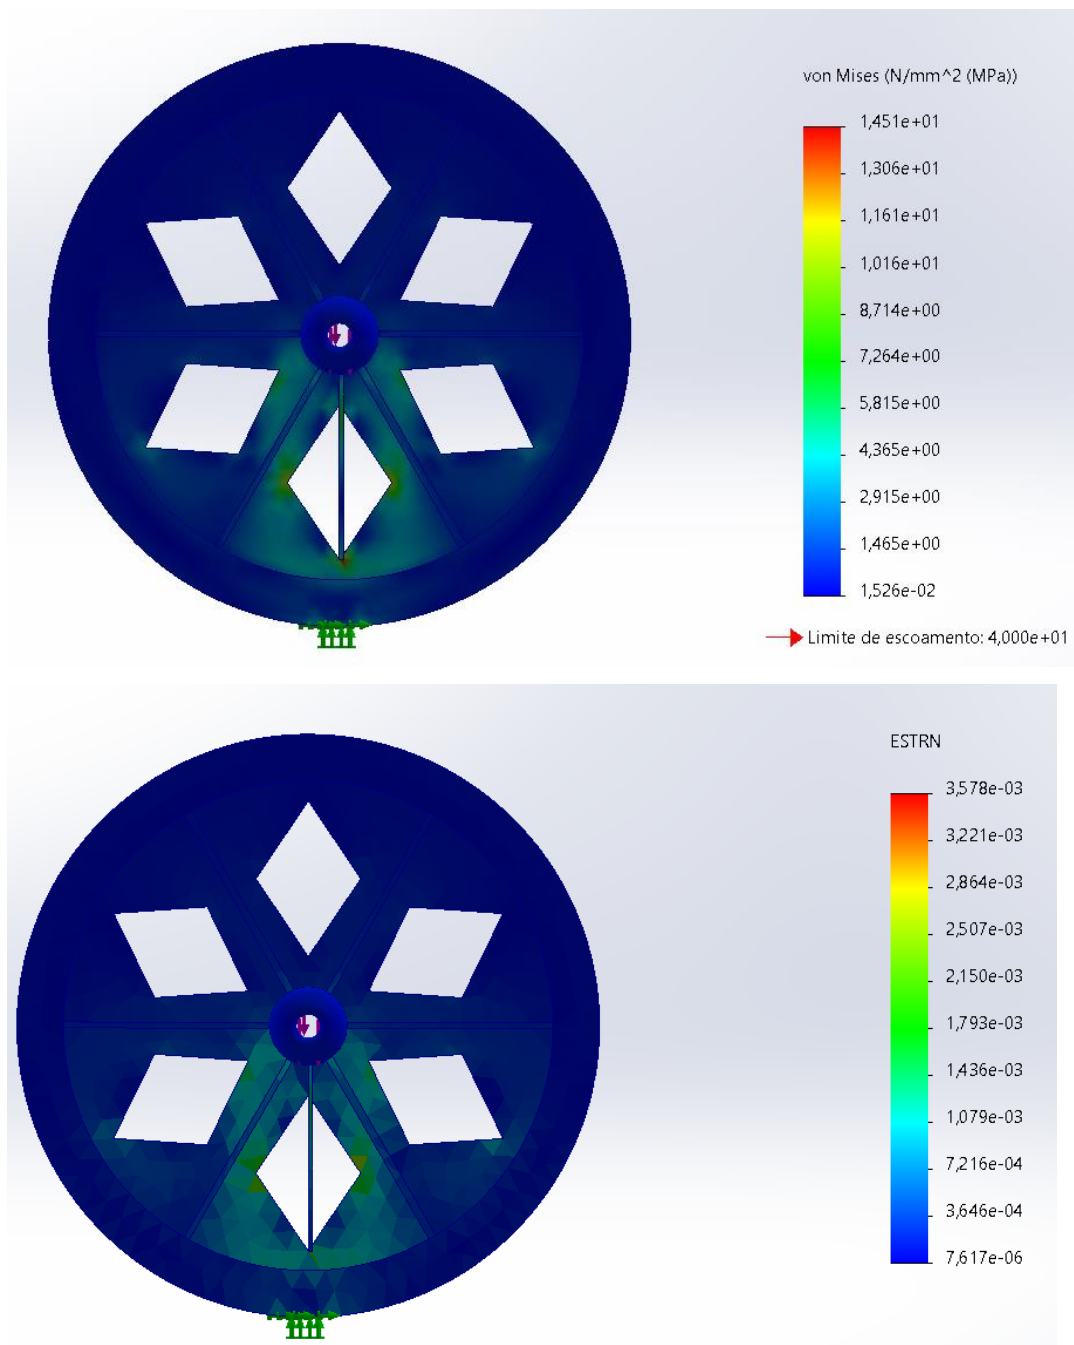 von Mises (N/mm^2 (MPa))
1,451e+01
1,306e+01
1,161e+01
1,016e+01
8,714e+00
7,264e+00
5,815e+00
4,365e+00
2,915e+00
1,465e+00
1,526e-02
Limite de escoamento: 4,000e+01
ESTRN
3,578e-03
3,221e-03
2,864e-03
2,507e-03
2,150e-03
1,793e-03
1,436e-03
1,079e-03
7,216e-04
3,646e-04
7,617e-06